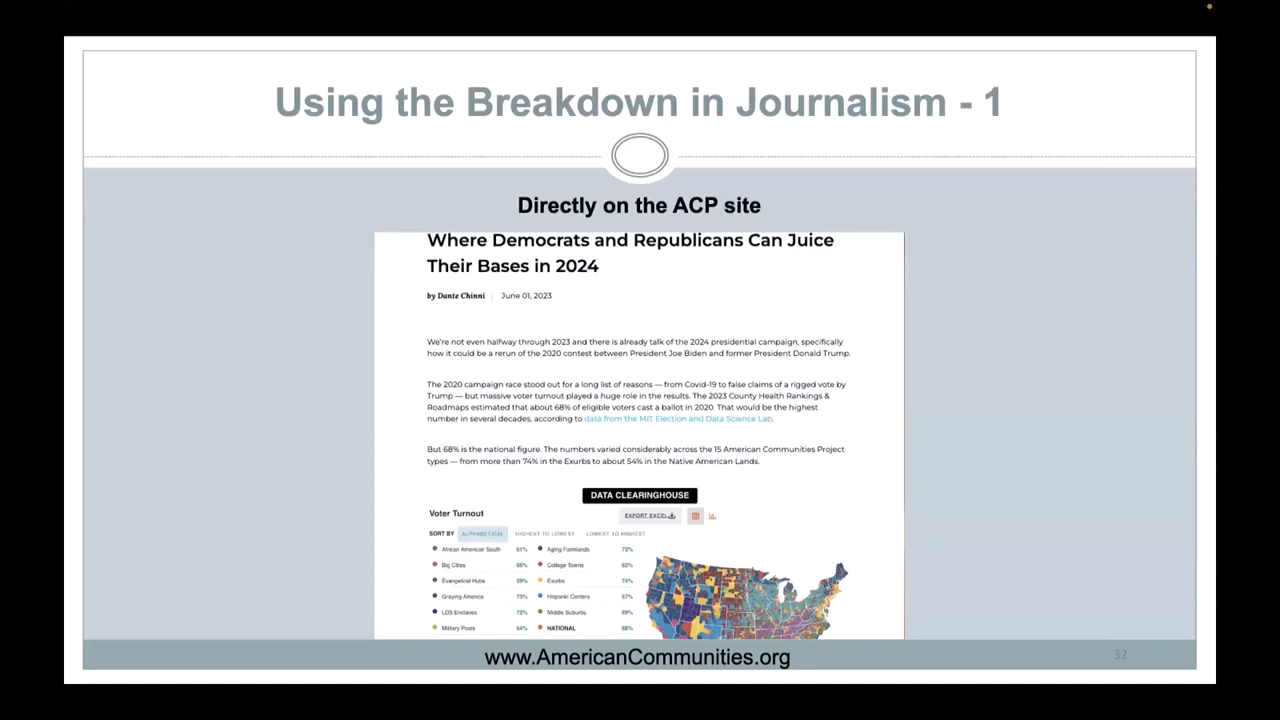 Using the Breakdown in Journalism - 1
Directly on the ACP site
Where Democrats and Republicans Can Juice
Their Bases in 2024
by Dante Chinni | June 01, 2023
We're not even halfway through 2023 and there is already talk of the 2024 presidential campaign, specifically
how it could be a rerun of the 2020 contest between President Joe Biden and former President Donald Trump.
The 2020 campaign race stood out for a long list of reasons — from Covid-19 to false claims of a rigged vote by
Trump — but massive voter turnout played a huge role in the results. The 2023 County Health Rankings &
Roadmaps estimated that about 68% of eligible voters cast a ballot in 2020. That would be the highest
number in several decades, according to data from the MIT Election and Data Science Lab.
But 68% is the national figure. The numbers varied considerably across the 15 American Communities Project
types — from more than 74% in the Exurbs to about 54% in the Native American Lands.
DATA CLEARINGHOUSE
Voter Turnout
EXPORT EXCEL
SORT BY ALPHABETICAL HIGHEST TO LOWEST LOWEST TO HIGHEST
African American South 61% Aging Farmlands 72%
Big Cities 66% College Towns 62%
Evangelical Hubs 59% Exurbs 74%
Graying America 73% Hispanic Centers 57%
LDS Enclaves 72% Middle Suburbs 69%
Military Posts 64% NATIONAL 68%
www.AmericanCommunities.org
32